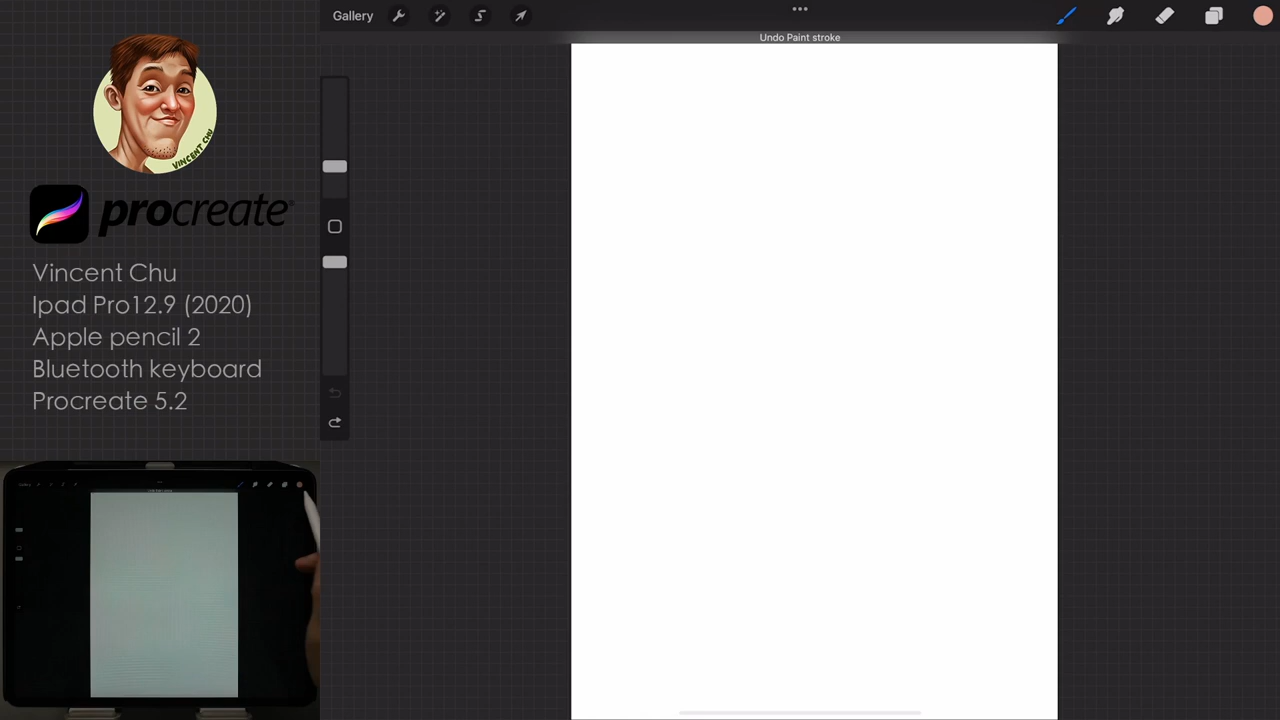 Gallery
Undo Paint stroke
VINCENT CHU
procreate
Vincent Chu
Ipad Pro12.9 (2020)
Apple pencil 2
Bluetooth keyboard
Procreate 5.2